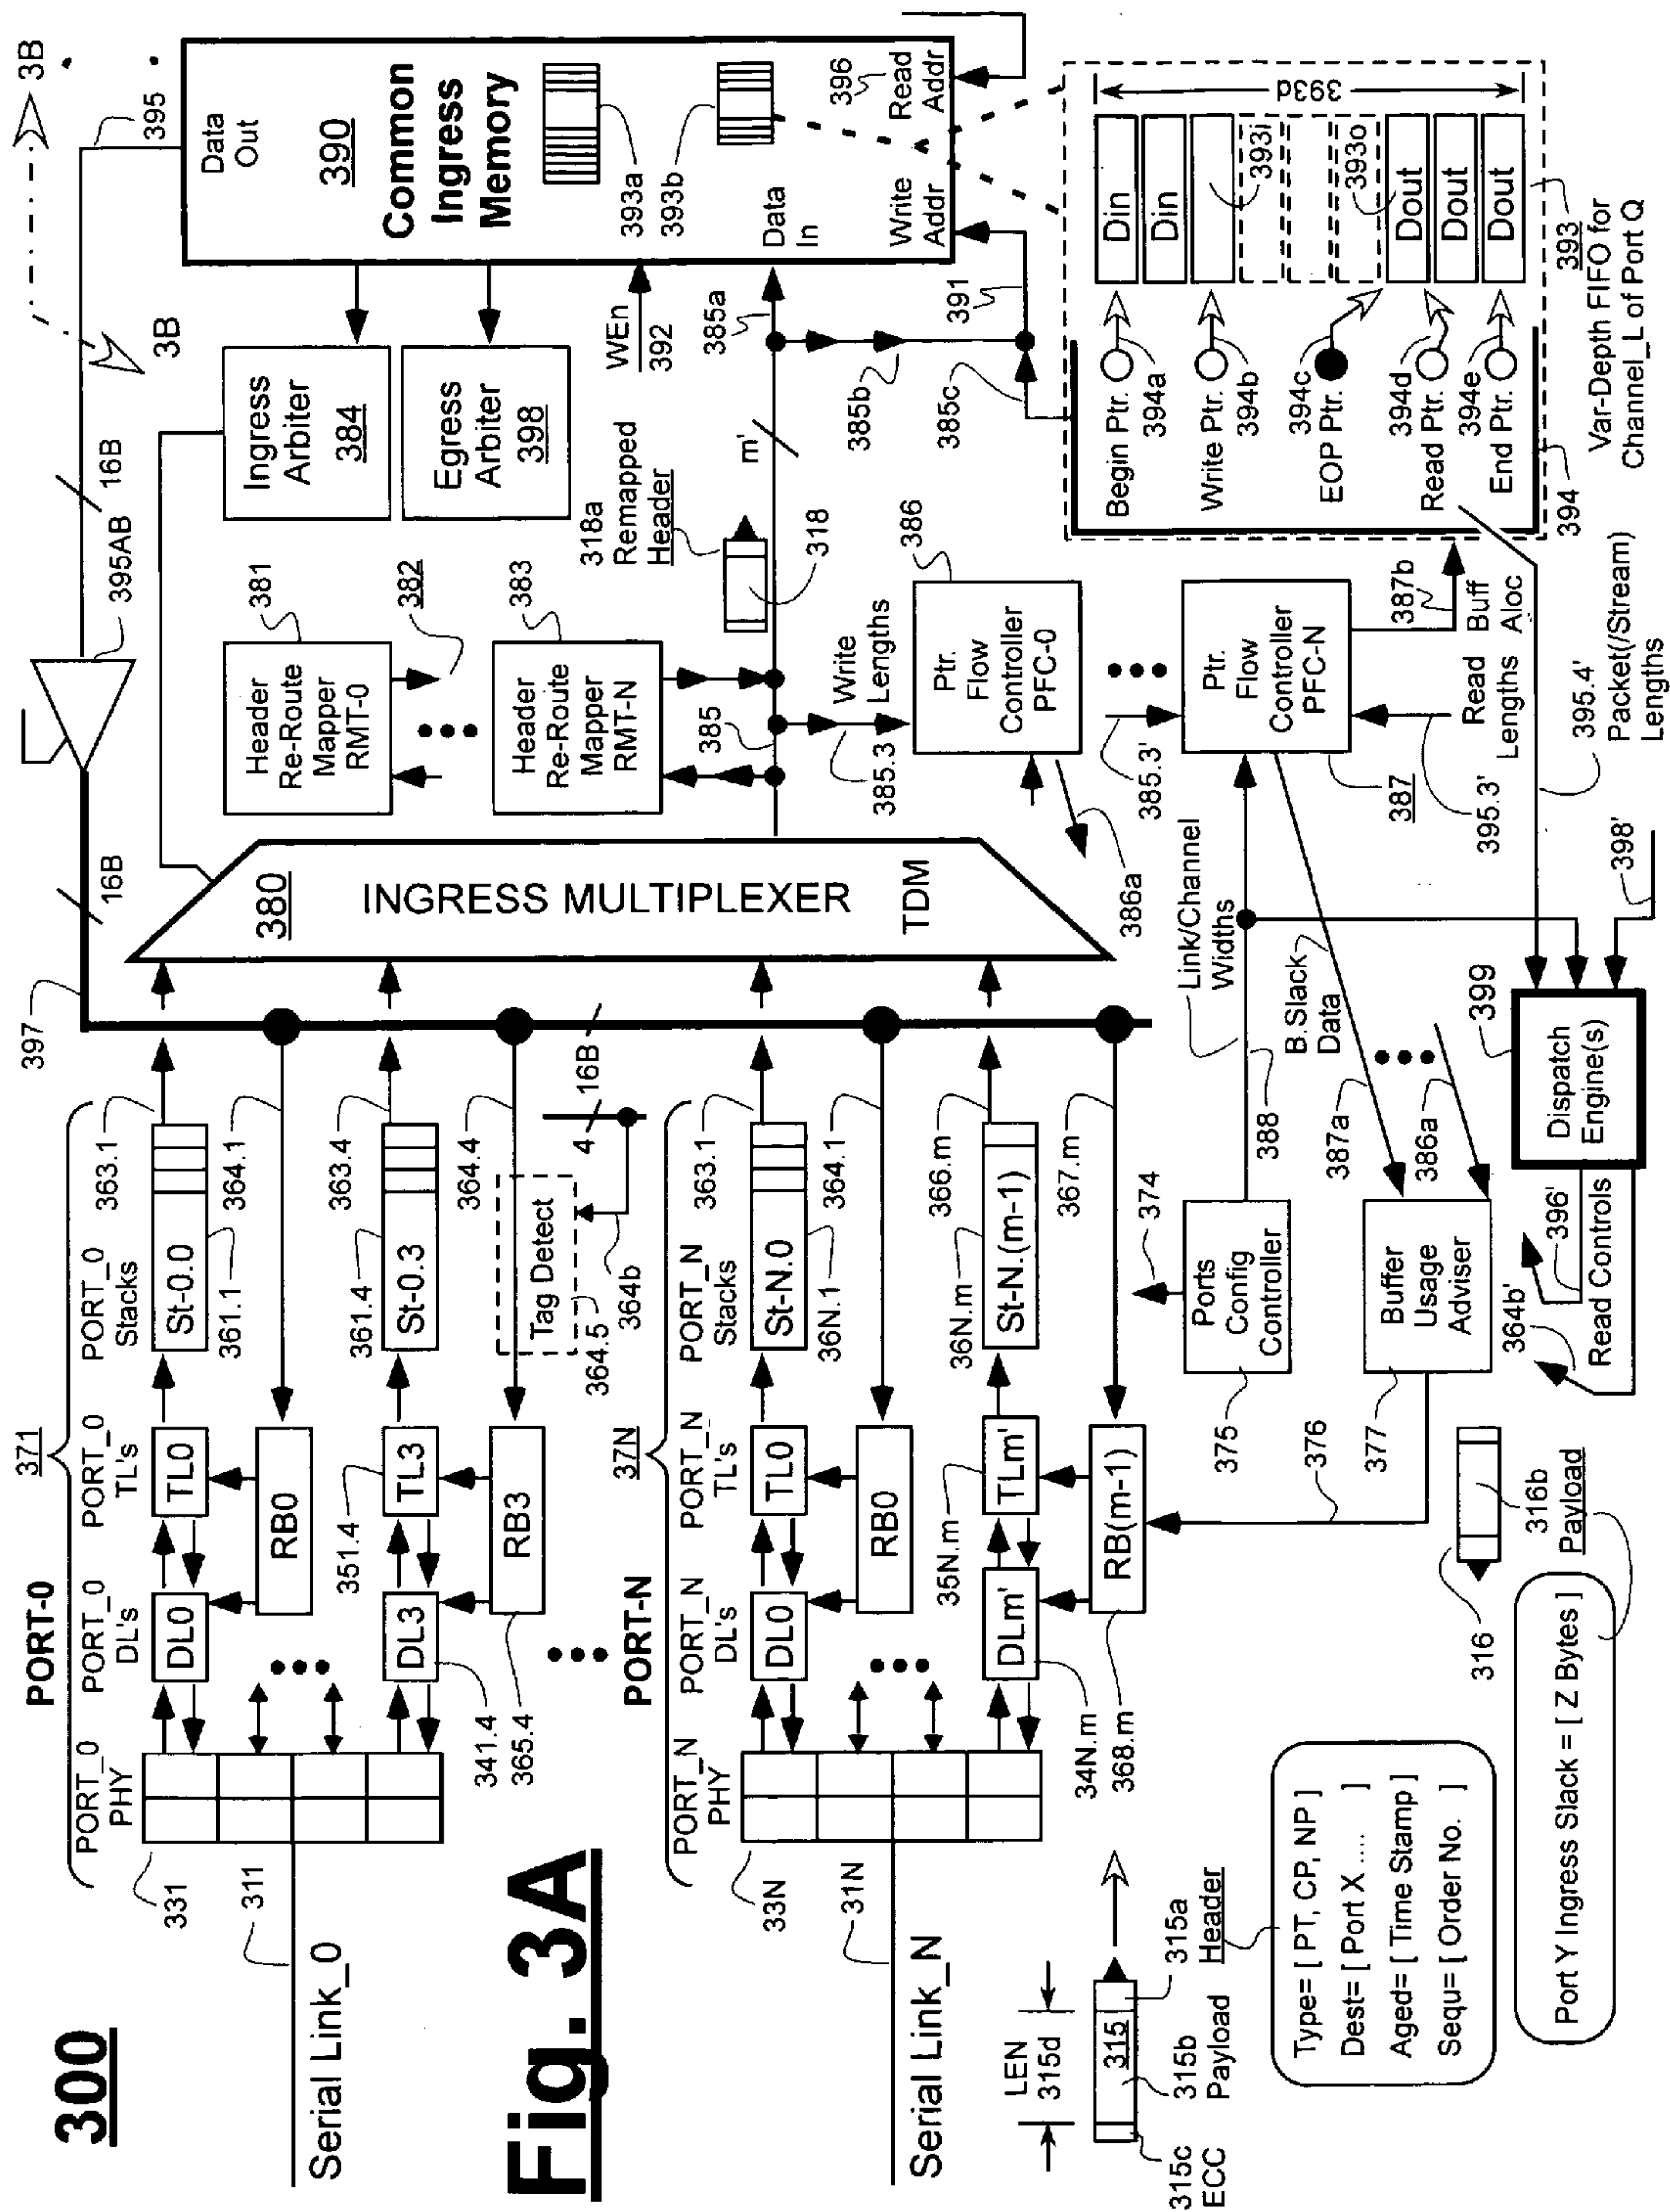 300
Fig. 3A
Serial Link_0
311
331
PORT_0
PHY
PORT-0
371
PORT_0
DL's
PORT_0
TL's
PORT_0
Stacks
DL0
TL0
St-0.0
361.1
363.1
364.1
RB0
DL3
TL3
St-0.3
341.4
351.4
361.4
363.4
364.4
RB3
365.4
Tag Detect
364.5
364b
4
16B
397
16B
395AB
16B
395
3B
3B
Serial Link_N
31N
33N
PORT_N
PHY
PORT-N
37N
PORT_N
DL's
PORT_N
TL's
PORT_N
Stacks
DL0
TL0
St-N.0
36N.1
363.1
364.1
RB0
DLm'
TLm'
St-N.(m-1)
34N.m
35N.m
36N.m
366.m
367.m
RB(m-1)
368.m
380
INGRESS MULTIPLEXER
TDM
Header
Re-Route
Mapper
RMT-0
381
382
Header
Re-Route
Mapper
RMT-N
383
385
Ingress
Arbiter
384
Egress
Arbiter
398
318a
Remapped
Header
318
m'
WEn
392
385a
385b
385c
391
Data
Out
390
Common
Ingress
Memory
393a
393b
Data
In
Write
Addr
396
Read
Addr
Write
Lengths
385.3
Ptr.
Flow
Controller
PFC-0
386
386a
385.3'
Ptr.
Flow
Controller
PFC-N
387
387b
Buff
Aloc
Read
Lengths
395.3'
395.4'
Packet(/Stream)
Lengths
Begin Ptr.
394a
Write Ptr.
394b
EOP Ptr.
394c
Read Ptr.
394d
End Ptr.
394e
394
Din
Din
393i
393o
Dout
Dout
Dout
393d
393
Var-Depth FIFO for
Channel_L of Port Q
Link/Channel
Widths
388
B.Slack
Data
387a
386a
374
Ports
Config
Controller
375
Buffer
Usage
Adviser
377
376
399
Dispatch
Engine(s)
398'
396'
364b'
Read Controls
LEN
315d
315
315a
Header
315b
Payload
315c
ECC
Type= [ PT, CP, NP ]
Dest= [ Port X .... ]
Aged= [ Time Stamp ]
Sequ= [ Order No. ]
316
316b
Payload
Port Y Ingress Slack = [ Z Bytes ]